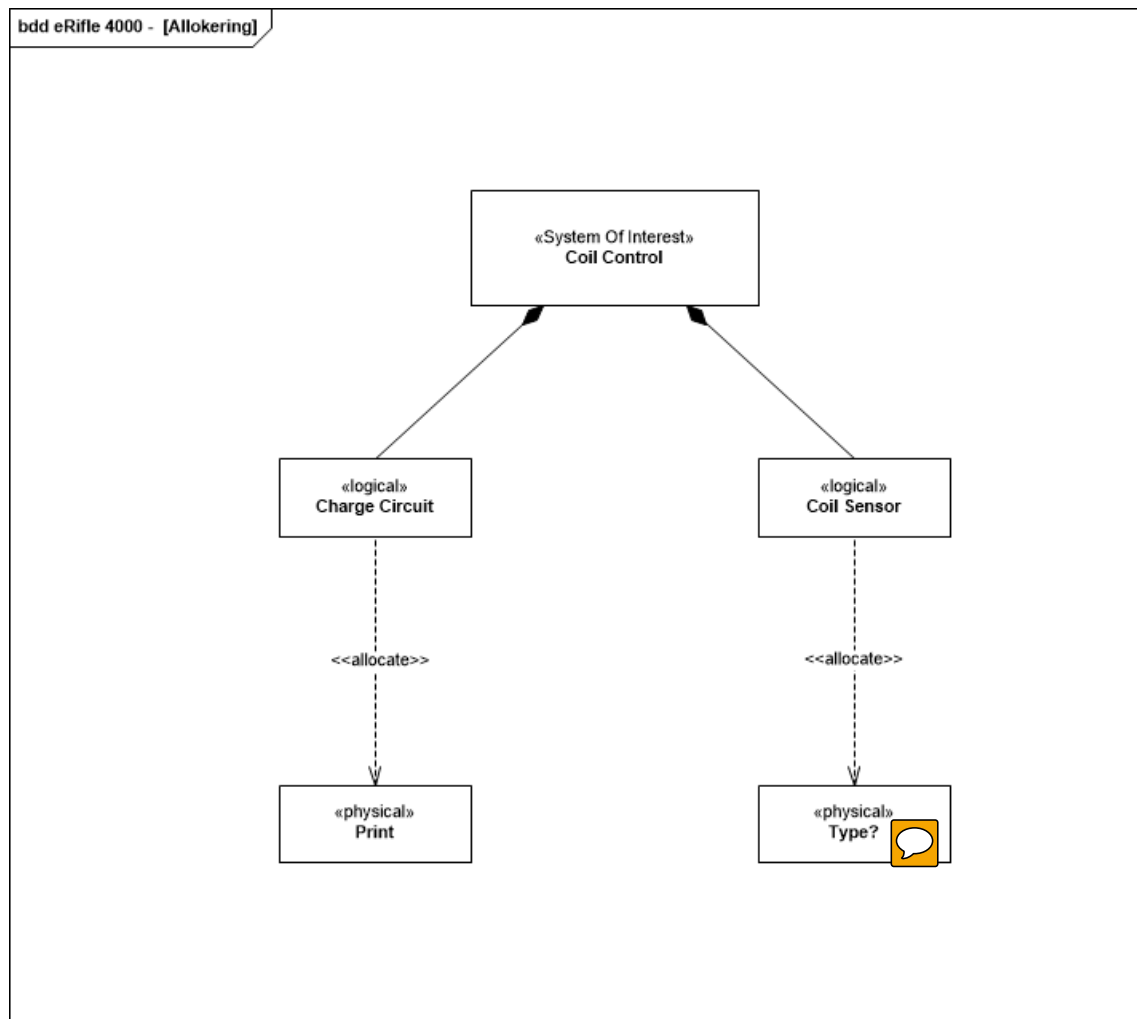 bdd eRifle 4000 - [Allokering]
«System Of Interest»
Coil Control
«logical»
Charge Circuit
«logical»
Coil Sensor
<<allocate>>
<<allocate>>
«physical»
Print
«physical»
Type?